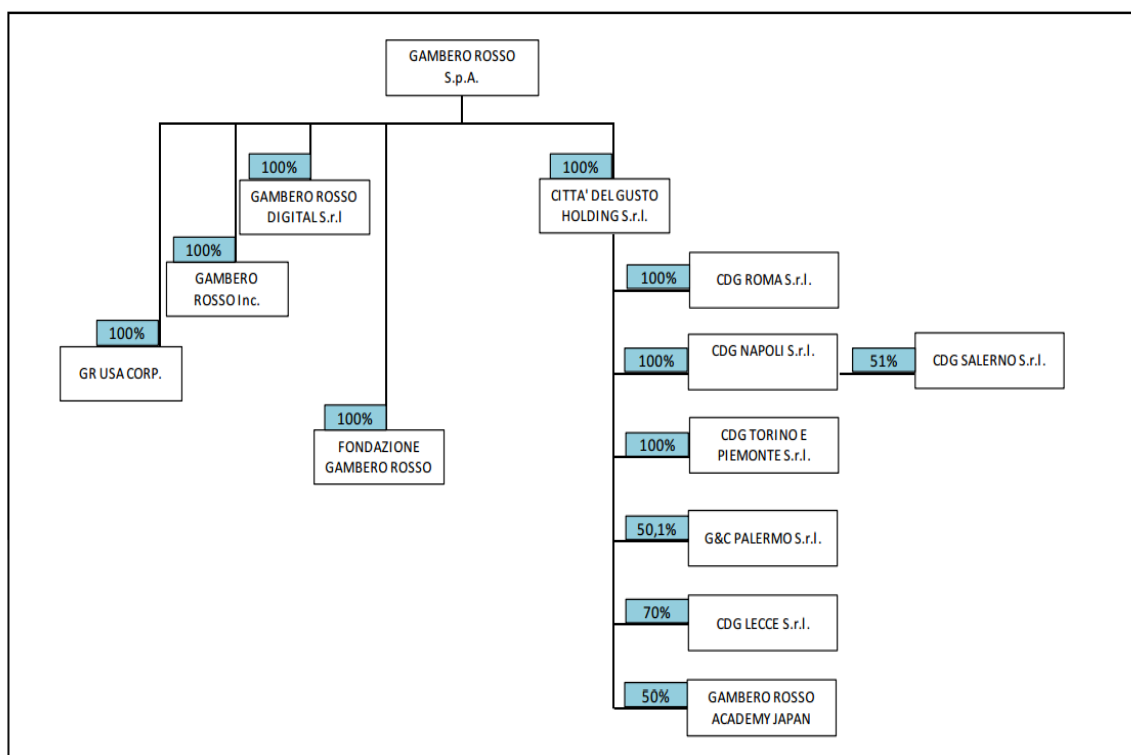 GAMBERO ROSSO
S.p.A.
100%
GAMBERO ROSSO
DIGITAL S.r.l
100%
CITTA' DEL GUSTO
HOLDING S.r.l.
100%
GAMBERO
ROSSO Inc.
100%
CDG ROMA S.r.l.
100%
GR USA CORP.
100%
CDG NAPOLI S.r.l.
51%
CDG SALERNO S.r.l.
100%
FONDAZIONE
GAMBERO ROSSO
100%
CDG TORINO E
PIEMONTE S.r.l.
50,1%
G&C PALERMO S.r.l.
70%
CDG LECCE S.r.l.
50%
GAMBERO ROSSO
ACADEMY JAPAN